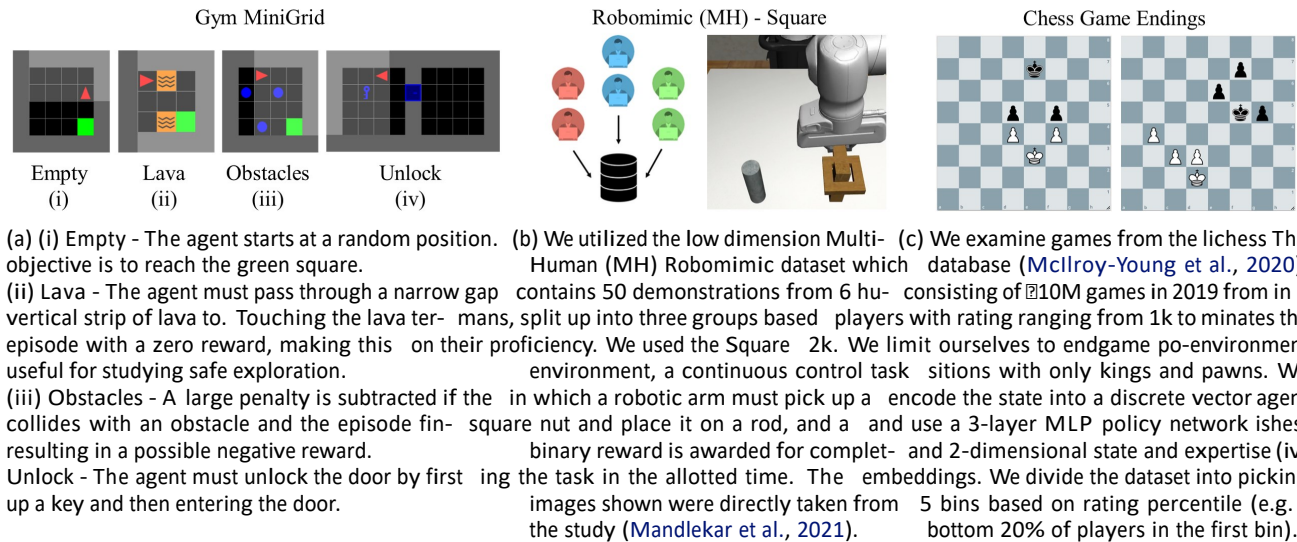 Gym MiniGrid
Robomimic (MH) - Square
Chess Game Endings
Empty
(i)
Lava
(ii)
Obstacles
(iii)
Unlock
(iv)
(a) (i) Empty - The agent starts at a random position. (b) We utilized the low dimension Multi- (c) We examine games from the lichess Th
objective is to reach the green square. Human (MH) Robomimic dataset which database (McIlroy-Young et al., 2020)
(ii) Lava - The agent must pass through a narrow gap contains 50 demonstrations from 6 hu- consisting of 10M games in 2019 from in
vertical strip of lava to. Touching the lava ter- mans, split up into three groups based players with rating ranging from 1k to minates th
episode with a zero reward, making this on their proficiency. We used the Square 2k. We limit ourselves to endgame po-environmen
useful for studying safe exploration. environment, a continuous control task sitions with only kings and pawns. W
(iii) Obstacles - A large penalty is subtracted if the in which a robotic arm must pick up a encode the state into a discrete vector agen
collides with an obstacle and the episode fin- square nut and place it on a rod, and a and use a 3-layer MLP policy network ishes
resulting in a possible negative reward. binary reward is awarded for complet- and 2-dimensional state and expertise (iv
Unlock - The agent must unlock the door by first ing the task in the allotted time. The embeddings. We divide the dataset into pickin
up a key and then entering the door. images shown were directly taken from 5 bins based on rating percentile (e.g.
the study (Mandlekar et al., 2021). bottom 20% of players in the first bin).